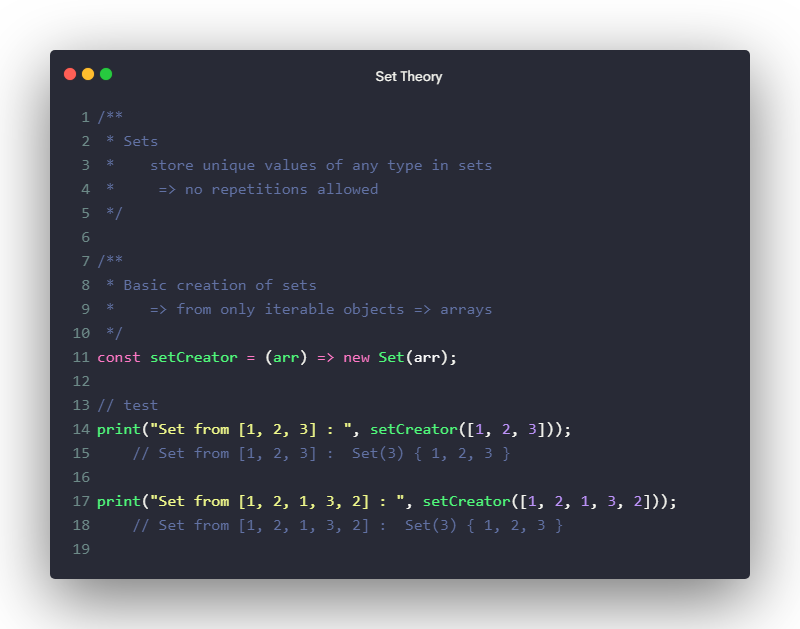 Set Theory
1 /**
2  * Sets
3  *    store unique values of any type in sets
4  *     => no repetitions allowed
5  */
6
7 /**
8  * Basic creation of sets
9  *    => from only iterable objects => arrays
10  */
11 const setCreator = (arr) => new Set(arr);
12
13 // test
14 print("Set from [1, 2, 3] : ", setCreator([1, 2, 3]));
15     // Set from [1, 2, 3] :  Set(3) { 1, 2, 3 }
16
17 print("Set from [1, 2, 1, 3, 2] : ", setCreator([1, 2, 1, 3, 2]));
18     // Set from [1, 2, 1, 3, 2] :  Set(3) { 1, 2, 3 }
19